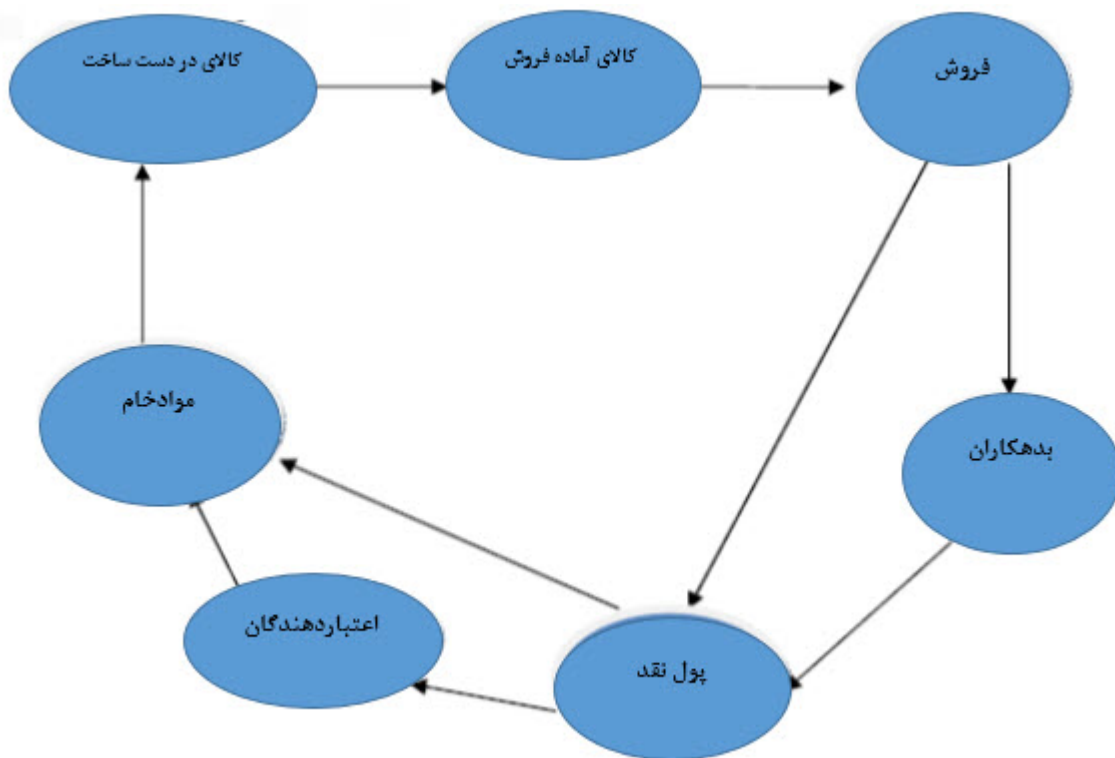 کالای در دست ساخت
کالای آماده فروش
فروش
موادخام
بدهکاران
اعتباردهندگان
پول نقد